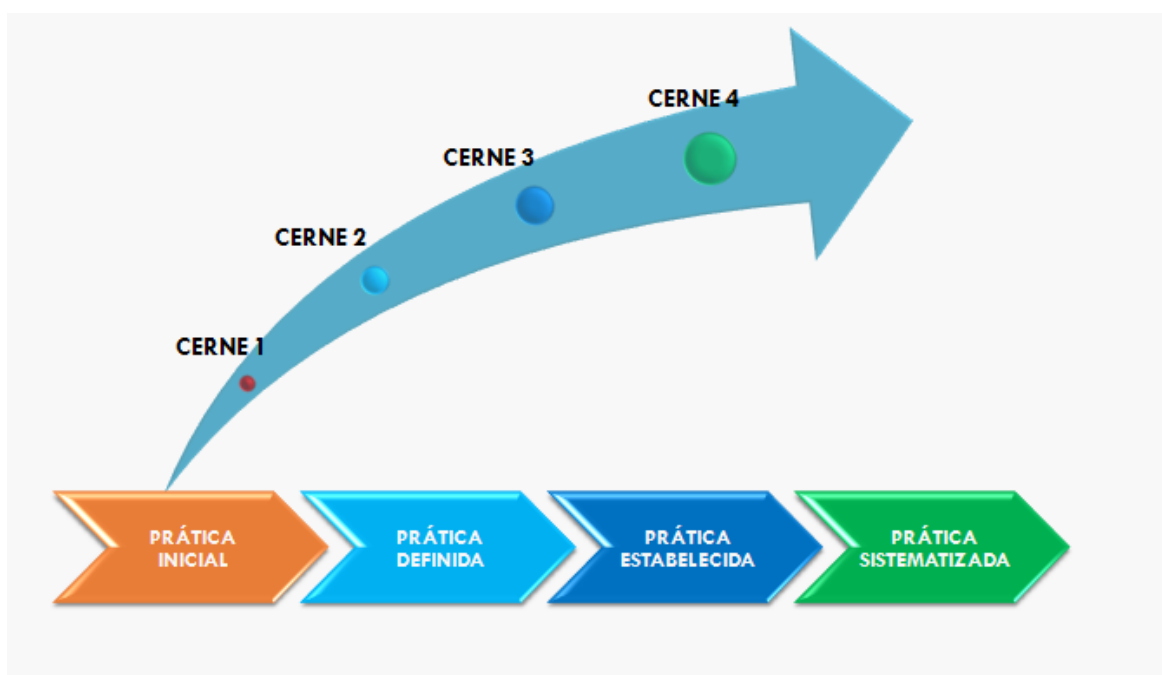 CERNE 4
CERNE 3
CERNE 2
CERNE 1
PRÁTICA
INICIAL
PRÁTICA
DEFINIDA
PRÁTICA
ESTABELECIDA
PRÁTICA
SISTEMATIZADA